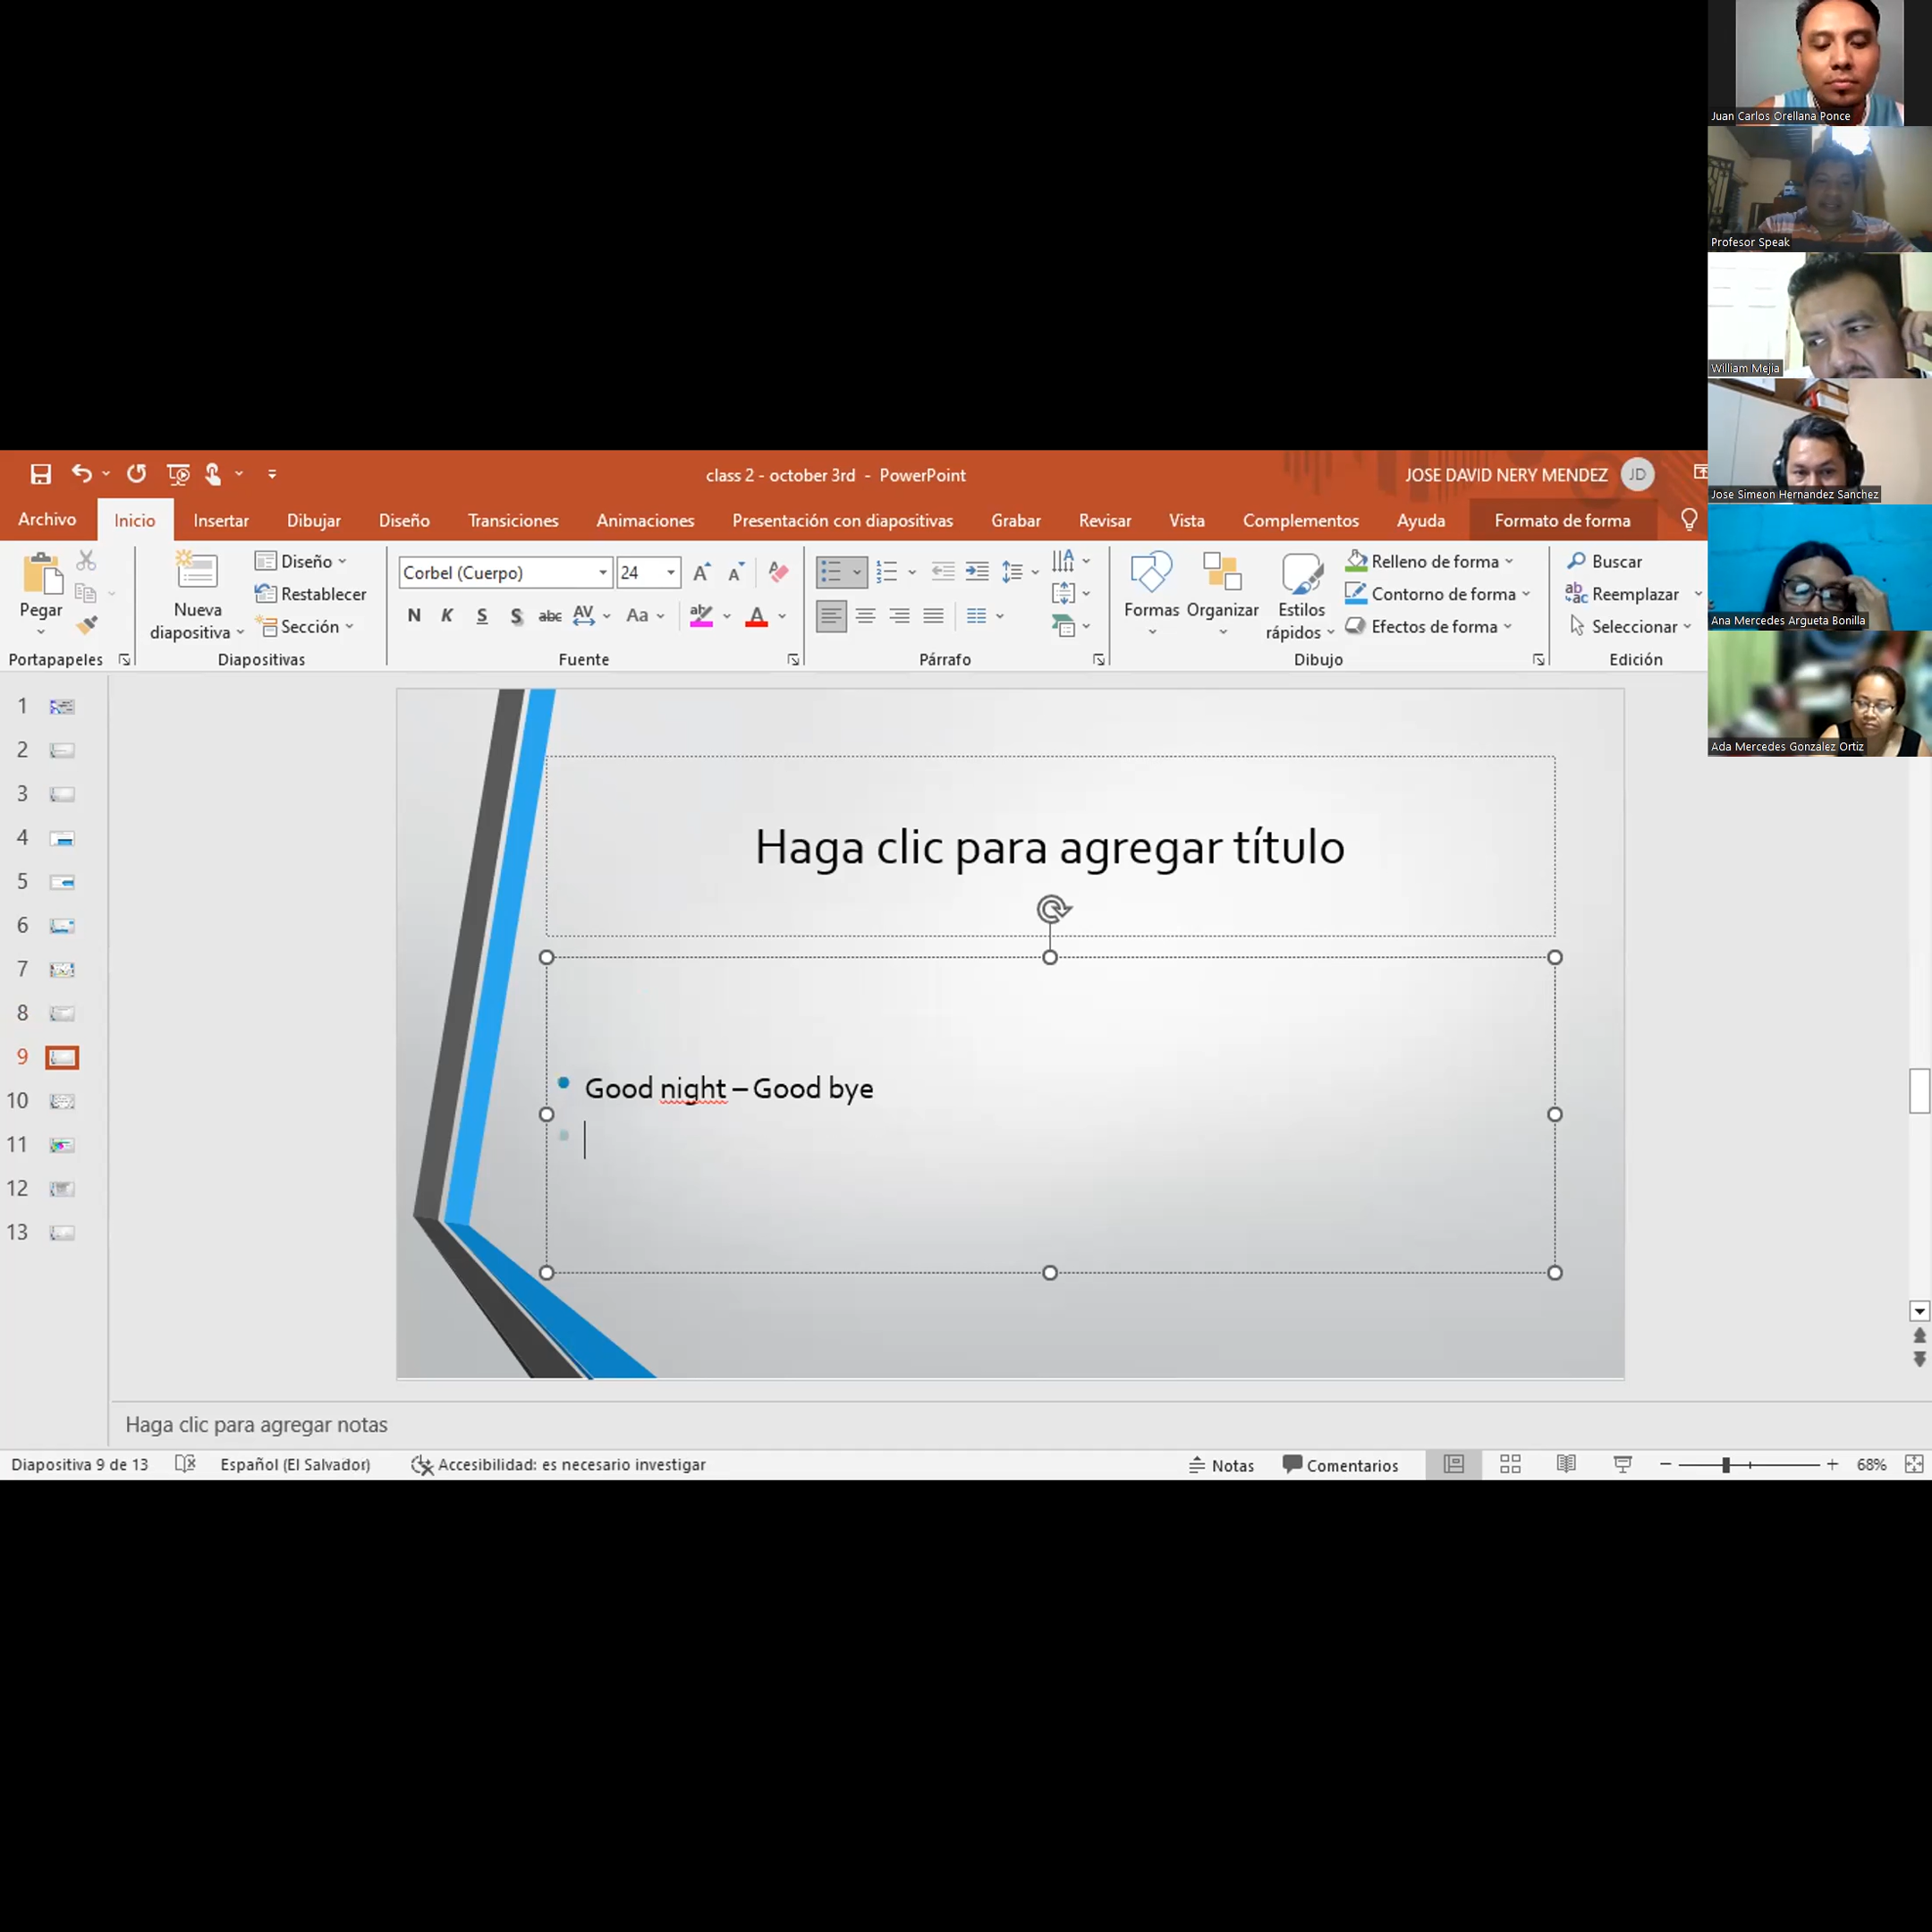 Juan Carlos Orellana Ponce
Profesor Speak
William Mejia
Jose Simeon Hernandez Sanchez
Ana Mercedes Argueta Bonilla
Ada Mercedes Gonzalez Ortiz
class 2 - october 3rd - PowerPoint
JOSE DAVID NERY MENDEZ JD
Archivo Inicio Insertar Dibujar Diseño Transiciones Animaciones Presentación con diapositivas Grabar Revisar Vista Complementos Ayuda Formato de forma
Pegar
Portapapeles
Nueva
diapositiva
Diseño
Restablecer
Sección
Diapositivas
Corbel (Cuerpo) 24
N K S S abc AV Aa A
Fuente
Párrafo
Formas
Organizar
Estilos
rápidos
Relleno de forma
Contorno de forma
Efectos de forma
Dibujo
Buscar
Reemplazar
Seleccionar
Edición
1
2
3
4
5
6
7
8
9
10
11
12
13
Haga clic para agregar título
Good night – Good bye
Haga clic para agregar notas
Diapositiva 9 de 13 Español (El Salvador) Accesibilidad: es necesario investigar Notas Comentarios 68%